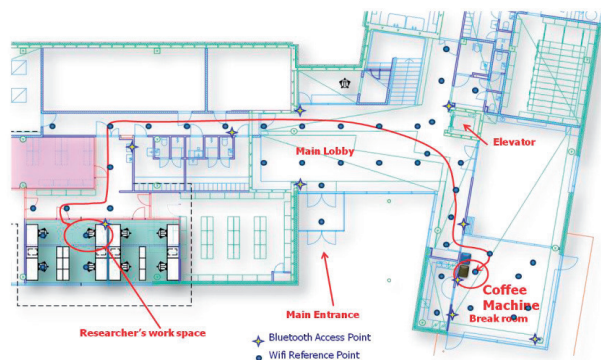 Elevator
Main Lobby
Coffee
Machine
Break room
Main Entrance
Researcher's work space
Bluetooth Access Point
Wifi Reference Point